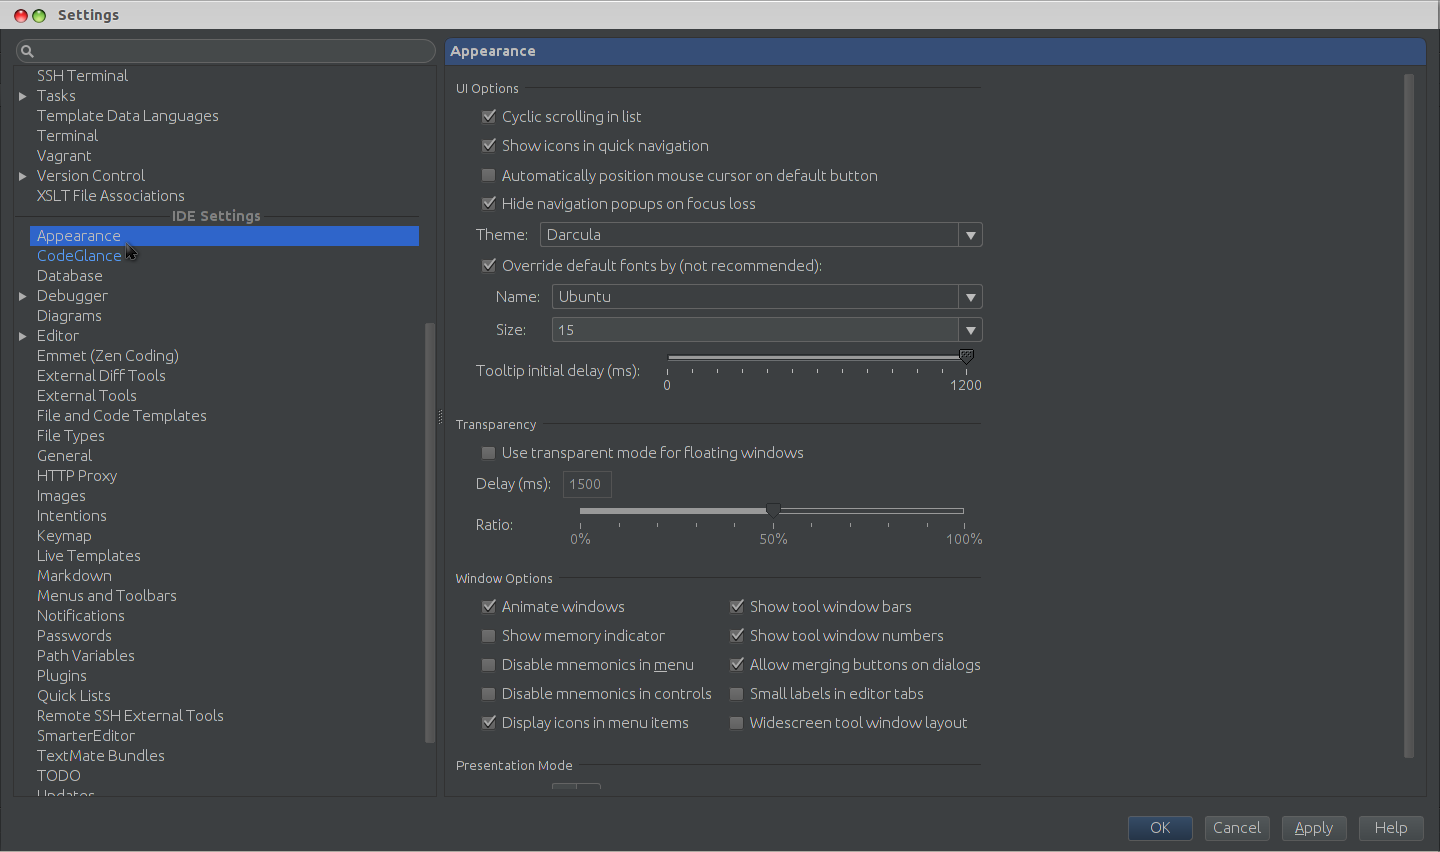 Settings
SSH Terminal
Tasks
Template Data Languages
Terminal
Vagrant
Version Control
XSLT File Associations
IDE Settings
Appearance
CodeGlance
Database
Debugger
Diagrams
Editor
Emmet (Zen Coding)
External Diff Tools
External Tools
File and Code Templates
File Types
General
HTTP Proxy
Images
Intentions
Keymap
Live Templates
Markdown
Menus and Toolbars
Notifications
Passwords
Path Variables
Plugins
Quick Lists
Remote SSH External Tools
SmarterEditor
TextMate Bundles
TODO
Updates
Appearance
UI Options
Cyclic scrolling in list
Show icons in quick navigation
Automatically position mouse cursor on default button
Hide navigation popups on focus loss
Theme: Darcula
Override default fonts by (not recommended):
Name: Ubuntu
Size: 15
Tooltip initial delay (ms):
0 1200
Transparency
Use transparent mode for floating windows
Delay (ms): 1500
Ratio:
0% 50% 100%
Window Options
Animate windows Show tool window bars
Show memory indicator Show tool window numbers
Disable mnemonics in menu Allow merging buttons on dialogs
Disable mnemonics in controls Small labels in editor tabs
Display icons in menu items Widescreen tool window layout
Presentation Mode
OK Cancel Apply Help